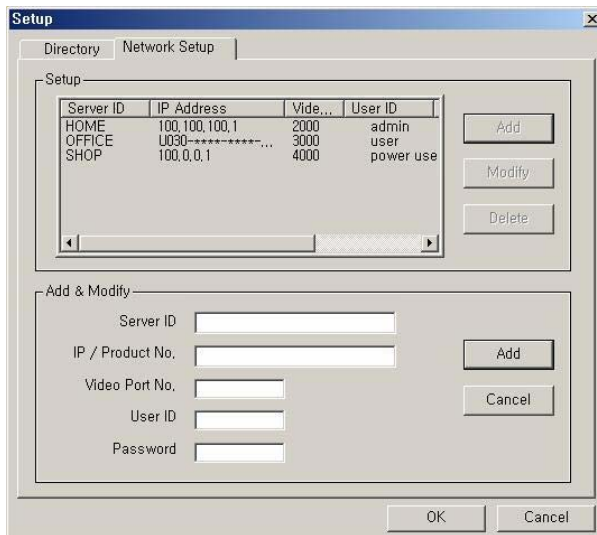 Setup
Directory Network Setup
Setup
Server ID IP Address Vide... User ID
HOME 100,100,100,1 2000 admin
OFFICE U030-****-****-... 3000 user
SHOP 100,0,0,1 4000 power use
Add
Modify
Delete
Add & Modify
Server ID
IP / Product No,
Video Port No,
User ID
Password
Add
Cancel
OK Cancel